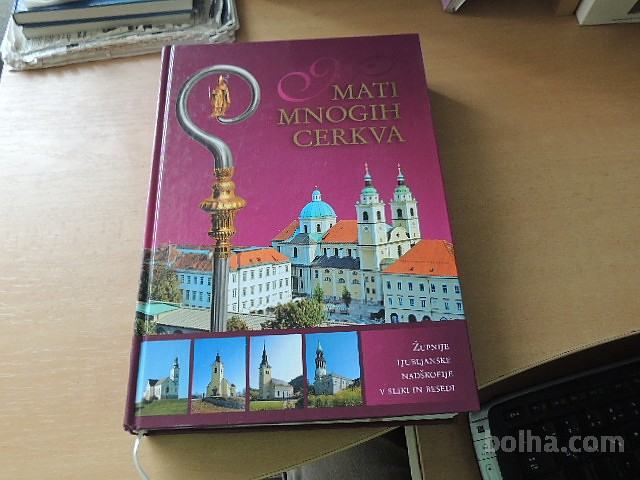 MATI
MNOGIH
CERKVA
ŽUPNIJE
LJUBLJANSKE
NADŠKOFIJE
V SLIKI IN BESEDI
bolha.com